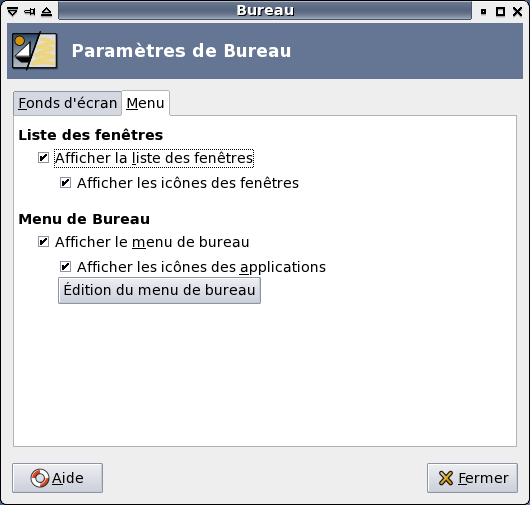 Bureau
Paramètres de Bureau
Fonds d'écran Menu
Liste des fenêtres
Afficher la liste des fenêtres
Afficher les icônes des fenêtres
Menu de Bureau
Afficher le menu de bureau
Afficher les icônes des applications
Édition du menu de bureau
Aide Fermer